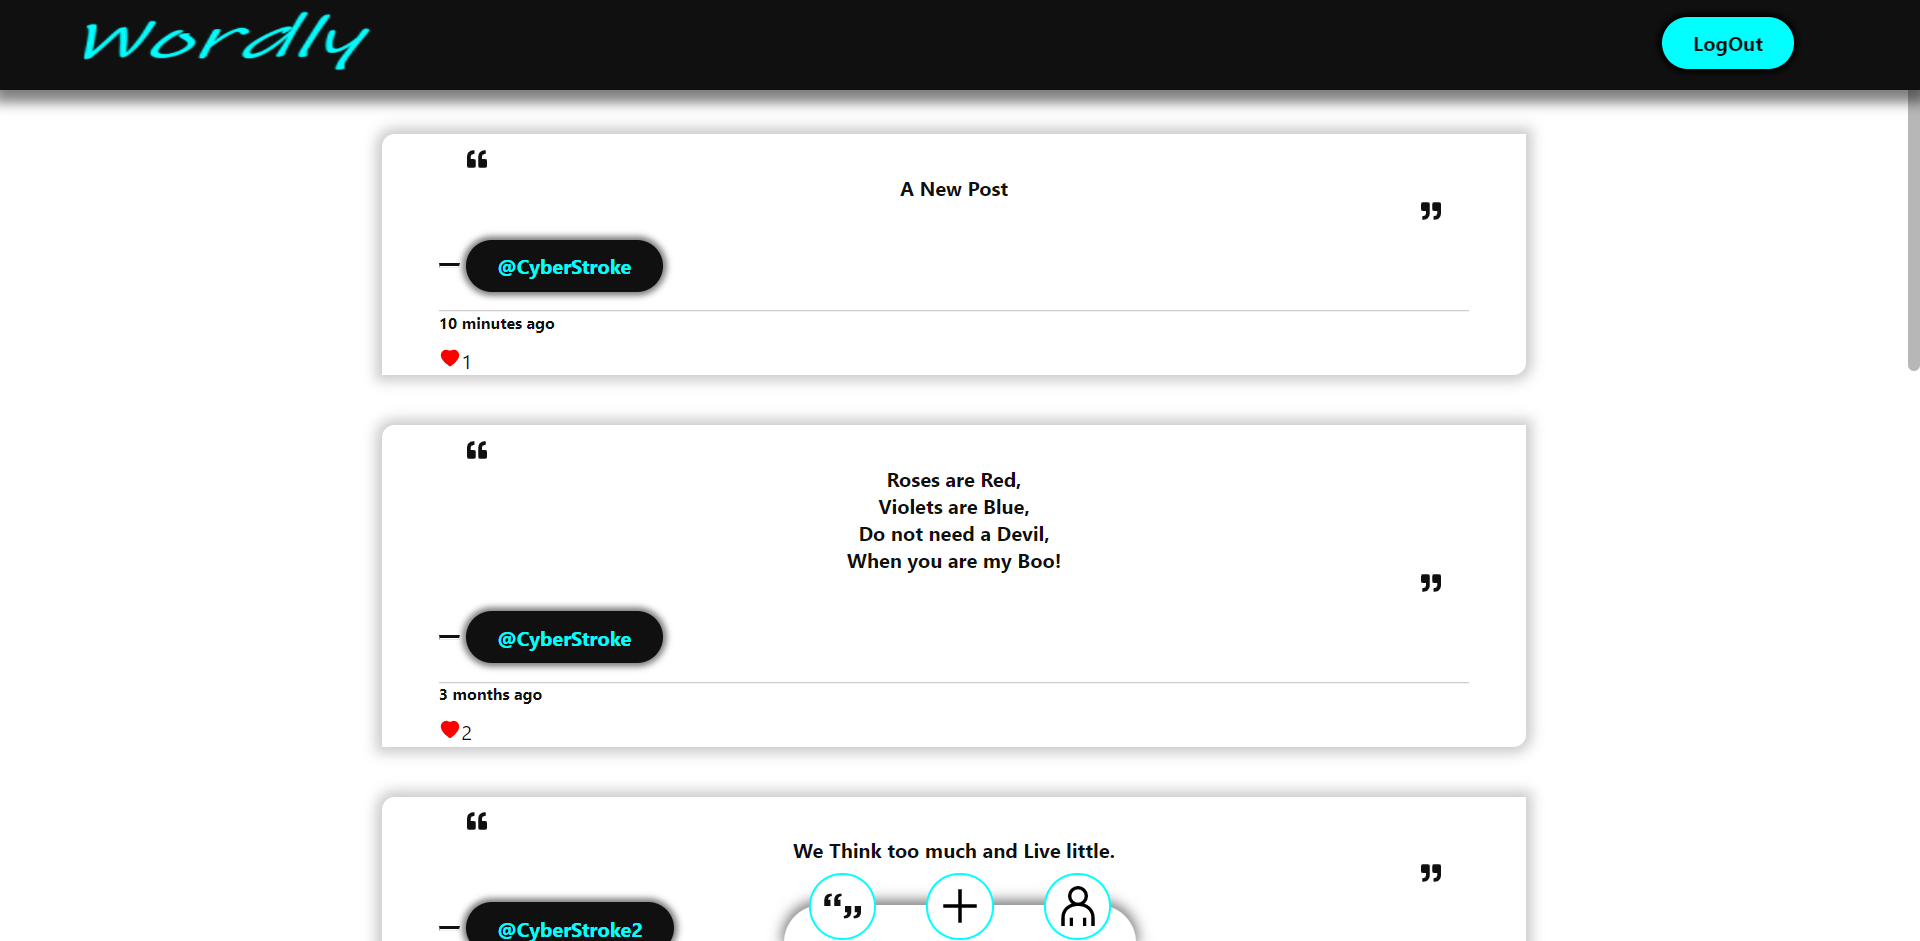 Wordly
LogOut
“
A New Post
”
— @CyberStroke
10 minutes ago
1
“
Roses are Red,
Violets are Blue,
Do not need a Devil,
When you are my Boo!
”
— @CyberStroke
3 months ago
2
“
We Think too much and Live little.
”
— @CyberStroke2